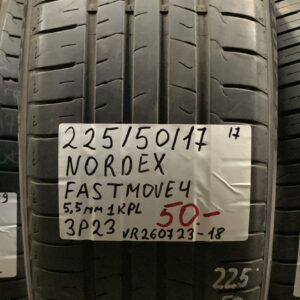 225/50/17 17
NORDEX
FASTMOVE4
5,5mm 1KPL 50.-
3P23 VR260723-18
225